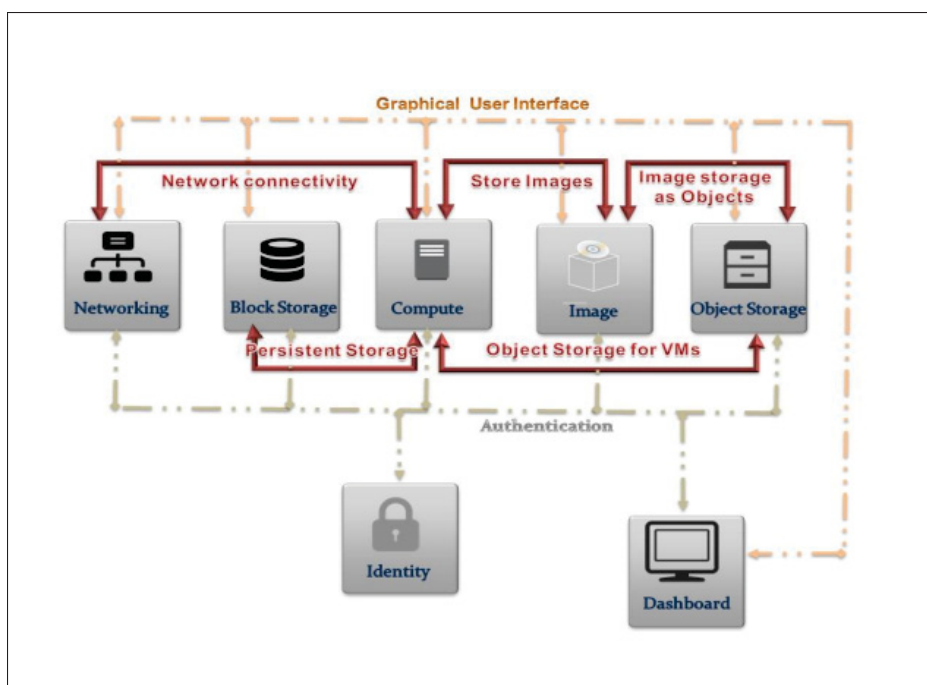 Graphical User Interface
Network connectivity
Store Images
Image storage
as Objects
Networking
Block Storage
Compute
Image
Object Storage
Persistent Storage
Object Storage for VMs
Authentication
Identity
Dashboard